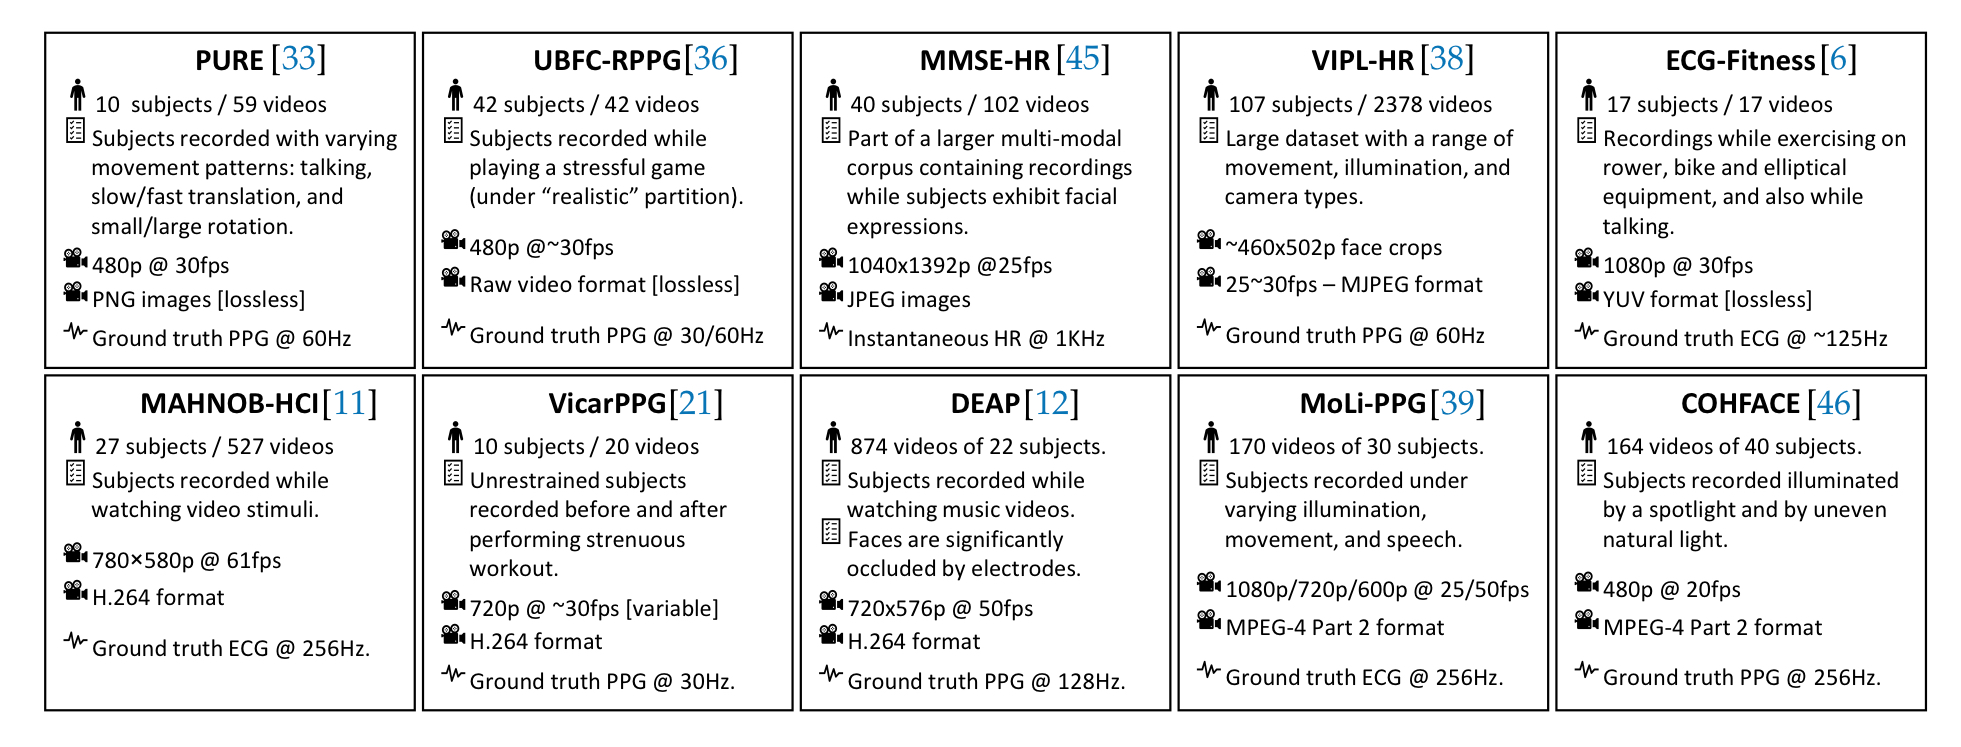 PURE [33]
10 subjects / 59 videos
Subjects recorded with varying
movement patterns: talking,
slow/fast translation, and
small/large rotation.
480p @ 30fps
PNG images [lossless]
Ground truth PPG @ 60Hz
UBFC-RPPG[36]
42 subjects / 42 videos
Subjects recorded while
playing a stressful game
(under “realistic” partition).
480p @~30fps
Raw video format [lossless]
Ground truth PPG @ 30/60Hz
MMSE-HR[45]
40 subjects / 102 videos
Part of a larger multi-modal
corpus containing recordings
while subjects exhibit facial
expressions.
1040x1392p @25fps
JPEG images
Instantaneous HR @ 1KHz
VIPL-HR[38]
107 subjects / 2378 videos
Large dataset with a range of
movement, illumination, and
camera types.
~460x502p face crops
25~30fps – MJPEG format
Ground truth PPG @ 60Hz
ECG-Fitness[6]
17 subjects / 17 videos
Recordings while exercising on
rower, bike and elliptical
equipment, and also while
talking.
1080p @ 30fps
YUV format [lossless]
Ground truth ECG @ ~125Hz
MAHNOB-HCI[11]
27 subjects / 527 videos
Subjects recorded while
watching video stimuli.
780×580p @ 61fps
H.264 format
Ground truth ECG @ 256Hz.
VicarPPG[21]
10 subjects / 20 videos
Unrestrained subjects
recorded before and after
performing strenuous
workout.
720p @ ~30fps [variable]
H.264 format
Ground truth PPG @ 30Hz.
DEAP[12]
874 videos of 22 subjects.
Subjects recorded while
watching music videos.
Faces are significantly
occluded by electrodes.
720x576p @ 50fps
H.264 format
Ground truth PPG @ 128Hz.
MoLi-PPG[39]
170 videos of 30 subjects.
Subjects recorded under
varying illumination,
movement, and speech.
1080p/720p/600p @ 25/50fps
MPEG-4 Part 2 format
Ground truth ECG @ 256Hz.
COHFACE [46]
164 videos of 40 subjects.
Subjects recorded illuminated
by a spotlight and by uneven
natural light.
480p @ 20fps
MPEG-4 Part 2 format
Ground truth PPG @ 256Hz.